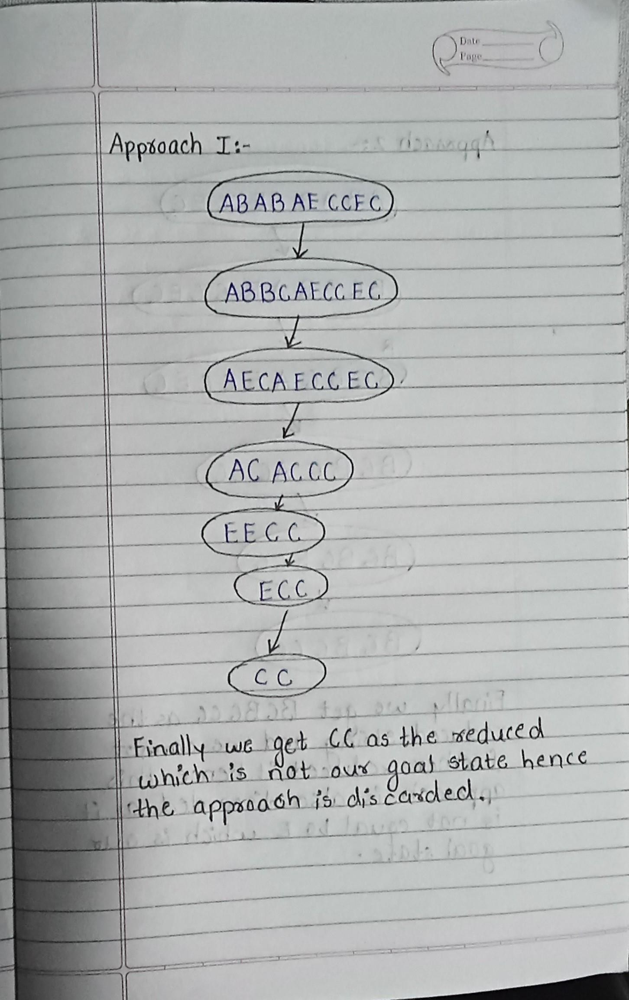 Date
Page
Approach I:-
ABABAECCEC
ABBCAECCEC
AECAECCEC
ACACCC
EECC
ECC
CC
Finally we get CC as the reduced
which is not our goal state hence
the approach is discarded.